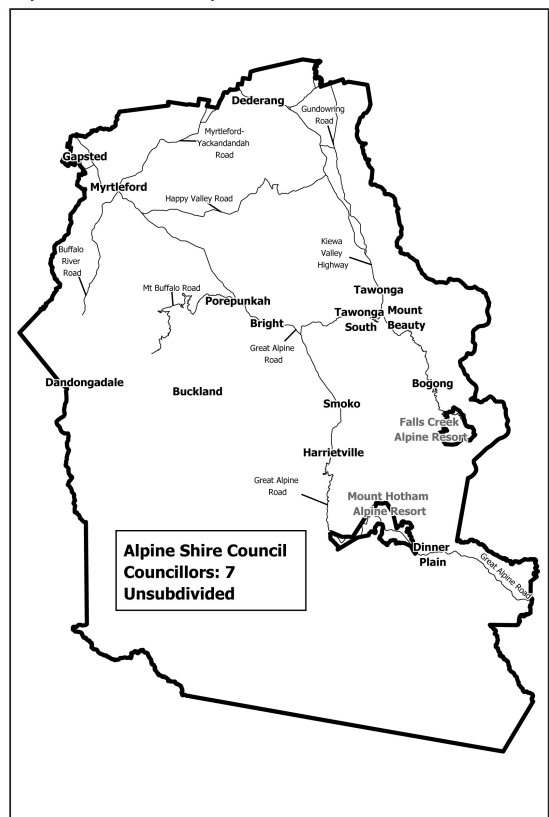 Dederang
Gundowring
Road
Myrtleford-
Yackandandah
Road
Gapsted
Myrtleford
Happy Valley Road
Buffalo
River
Road
Kiewa
Valley
Highway
Mt Buffalo Road
Porepunkah
Tawonga
Tawonga
South
Mount
Beauty
Bright
Great Alpine
Road
Dandongadale
Buckland
Bogong
Smoko
Falls Creek
Alpine Resort
Harrietville
Great Alpine
Road
Mount Hotham
Alpine Resort
Dinner
Plain
Great Alpine Road
Alpine Shire Council
Councillors: 7
Unsubdivided